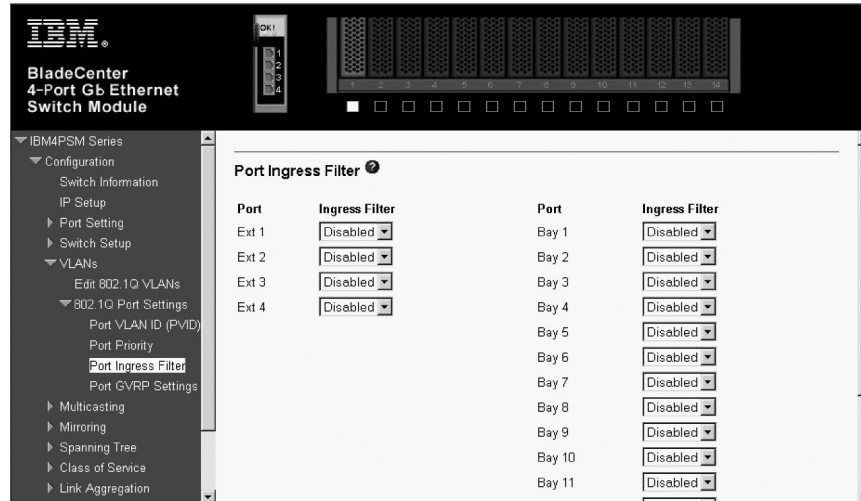 IBM®
BladeCenter
4-Port Gb Ethernet
Switch Module
OK!
1
2
3
4
1 2 3 4 5 6 7 8 9 10 11 12 13 14
IBM4PSM Series
Configuration
Switch Information
IP Setup
Port Setting
Switch Setup
VLANs
Edit 802.1Q VLANs
802.1Q Port Settings
Port VLAN ID (PVID)
Port Priority
Port Ingress Filter
Port GVRP Settings
Multicasting
Mirroring
Spanning Tree
Class of Service
Link Aggregation
Port Ingress Filter ?
Port Ingress Filter Port Ingress Filter
Ext 1 Disabled Bay 1 Disabled
Ext 2 Disabled Bay 2 Disabled
Ext 3 Disabled Bay 3 Disabled
Ext 4 Disabled Bay 4 Disabled
Bay 5 Disabled
Bay 6 Disabled
Bay 7 Disabled
Bay 8 Disabled
Bay 9 Disabled
Bay 10 Disabled
Bay 11 Disabled